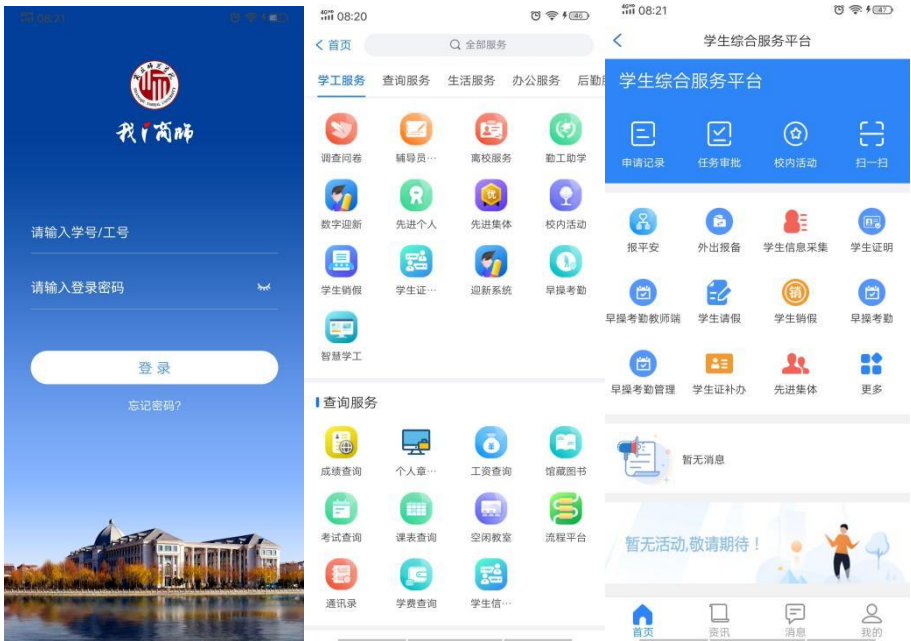 08:21
我i商师
请输入学号/工号
请输入登录密码
登录
忘记密码?
08:20
46
首页
全部服务
学工服务 查询服务 生活服务 办公服务 后勤
调查问卷 辅导员… 离校服务 勤工助学
数字迎新 先进个人 先进集体 校内活动
学生销假 学生证… 迎新系统 早操考勤
智慧学工
查询服务
成绩查询 个人章… 工资查询 馆藏图书
考试查询 课表查询 空闲教室 流程平台
通讯录 学费查询 学生信…
08:21
47
学生综合服务平台
学生综合服务平台
申请记录 任务审批 校内活动 扫一扫
报平安 外出报备 学生信息采集 学生证明
早操考勤教师端 学生请假 学生销假 早操考勤
早操考勤管理 学生证补办 先进集体 更多
暂无消息
暂无活动,敬请期待！
首页 资讯 消息 我的